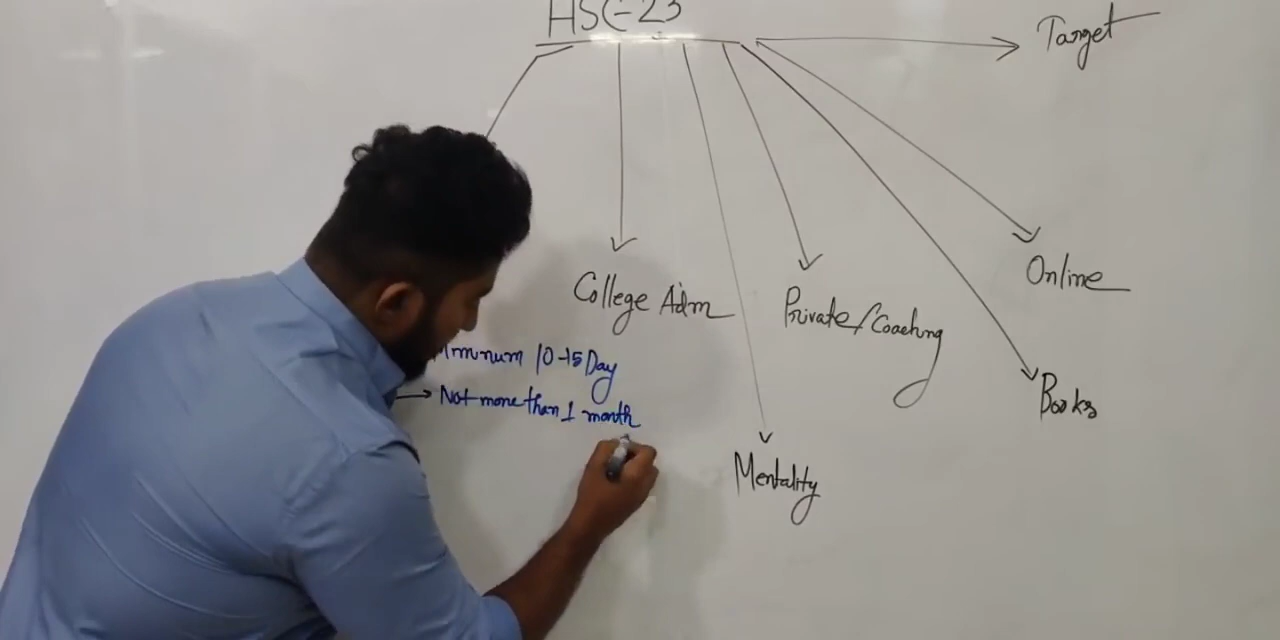 HSC-23
Target
Online
College Adm
Private/Coaching
Minimum 10-15 Day
Not more than 1 month
Books
Mentality